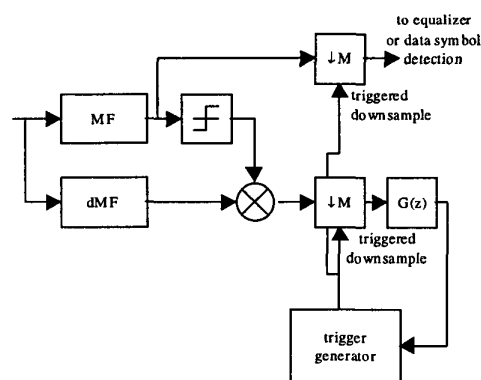 to equalizer
or data symbol
detection
↓M
triggered
downsample
MF
dMF
↓M
G(z)
triggered
downsample
trigger
generator